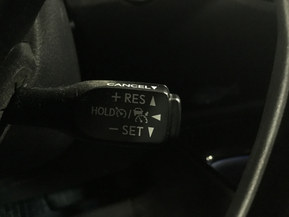 CANCEL▼
+ RES ▲
HOLD / ◄
− SET ▼